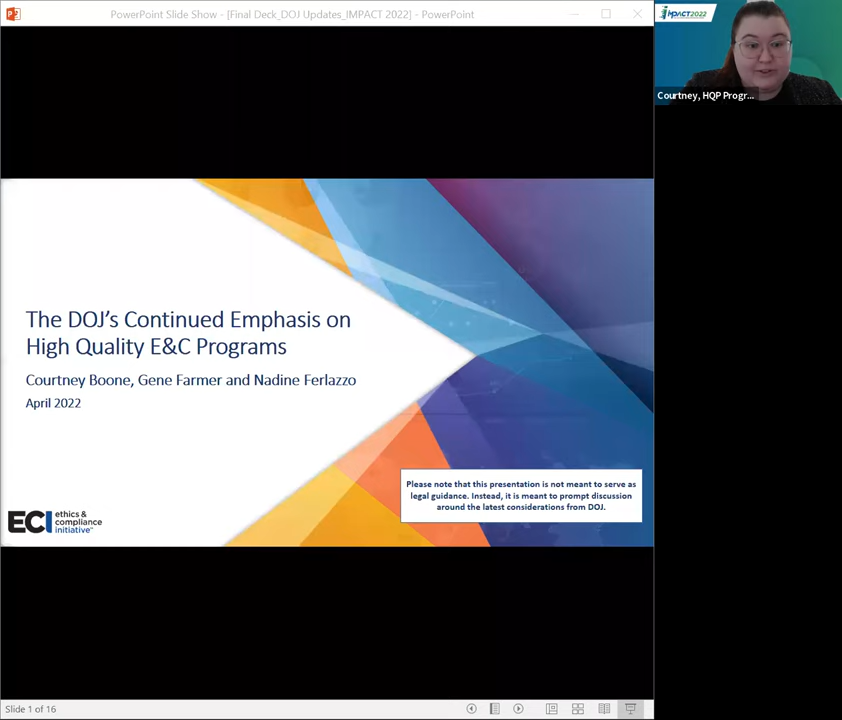 PowerPoint Slide Show - [Final Deck_DOJ Updates_IMPACT 2022] - PowerPoint
IMPACT2022
Courtney, HQP Progr...
The DOJ's Continued Emphasis on
High Quality E&C Programs
Courtney Boone, Gene Farmer and Nadine Ferlazzo
April 2022
Please note that this presentation is not meant to serve as
legal guidance. Instead, it is meant to prompt discussion
around the latest considerations from DOJ.
ECI
ethics &
compliance
initiative™
Slide 1 of 16